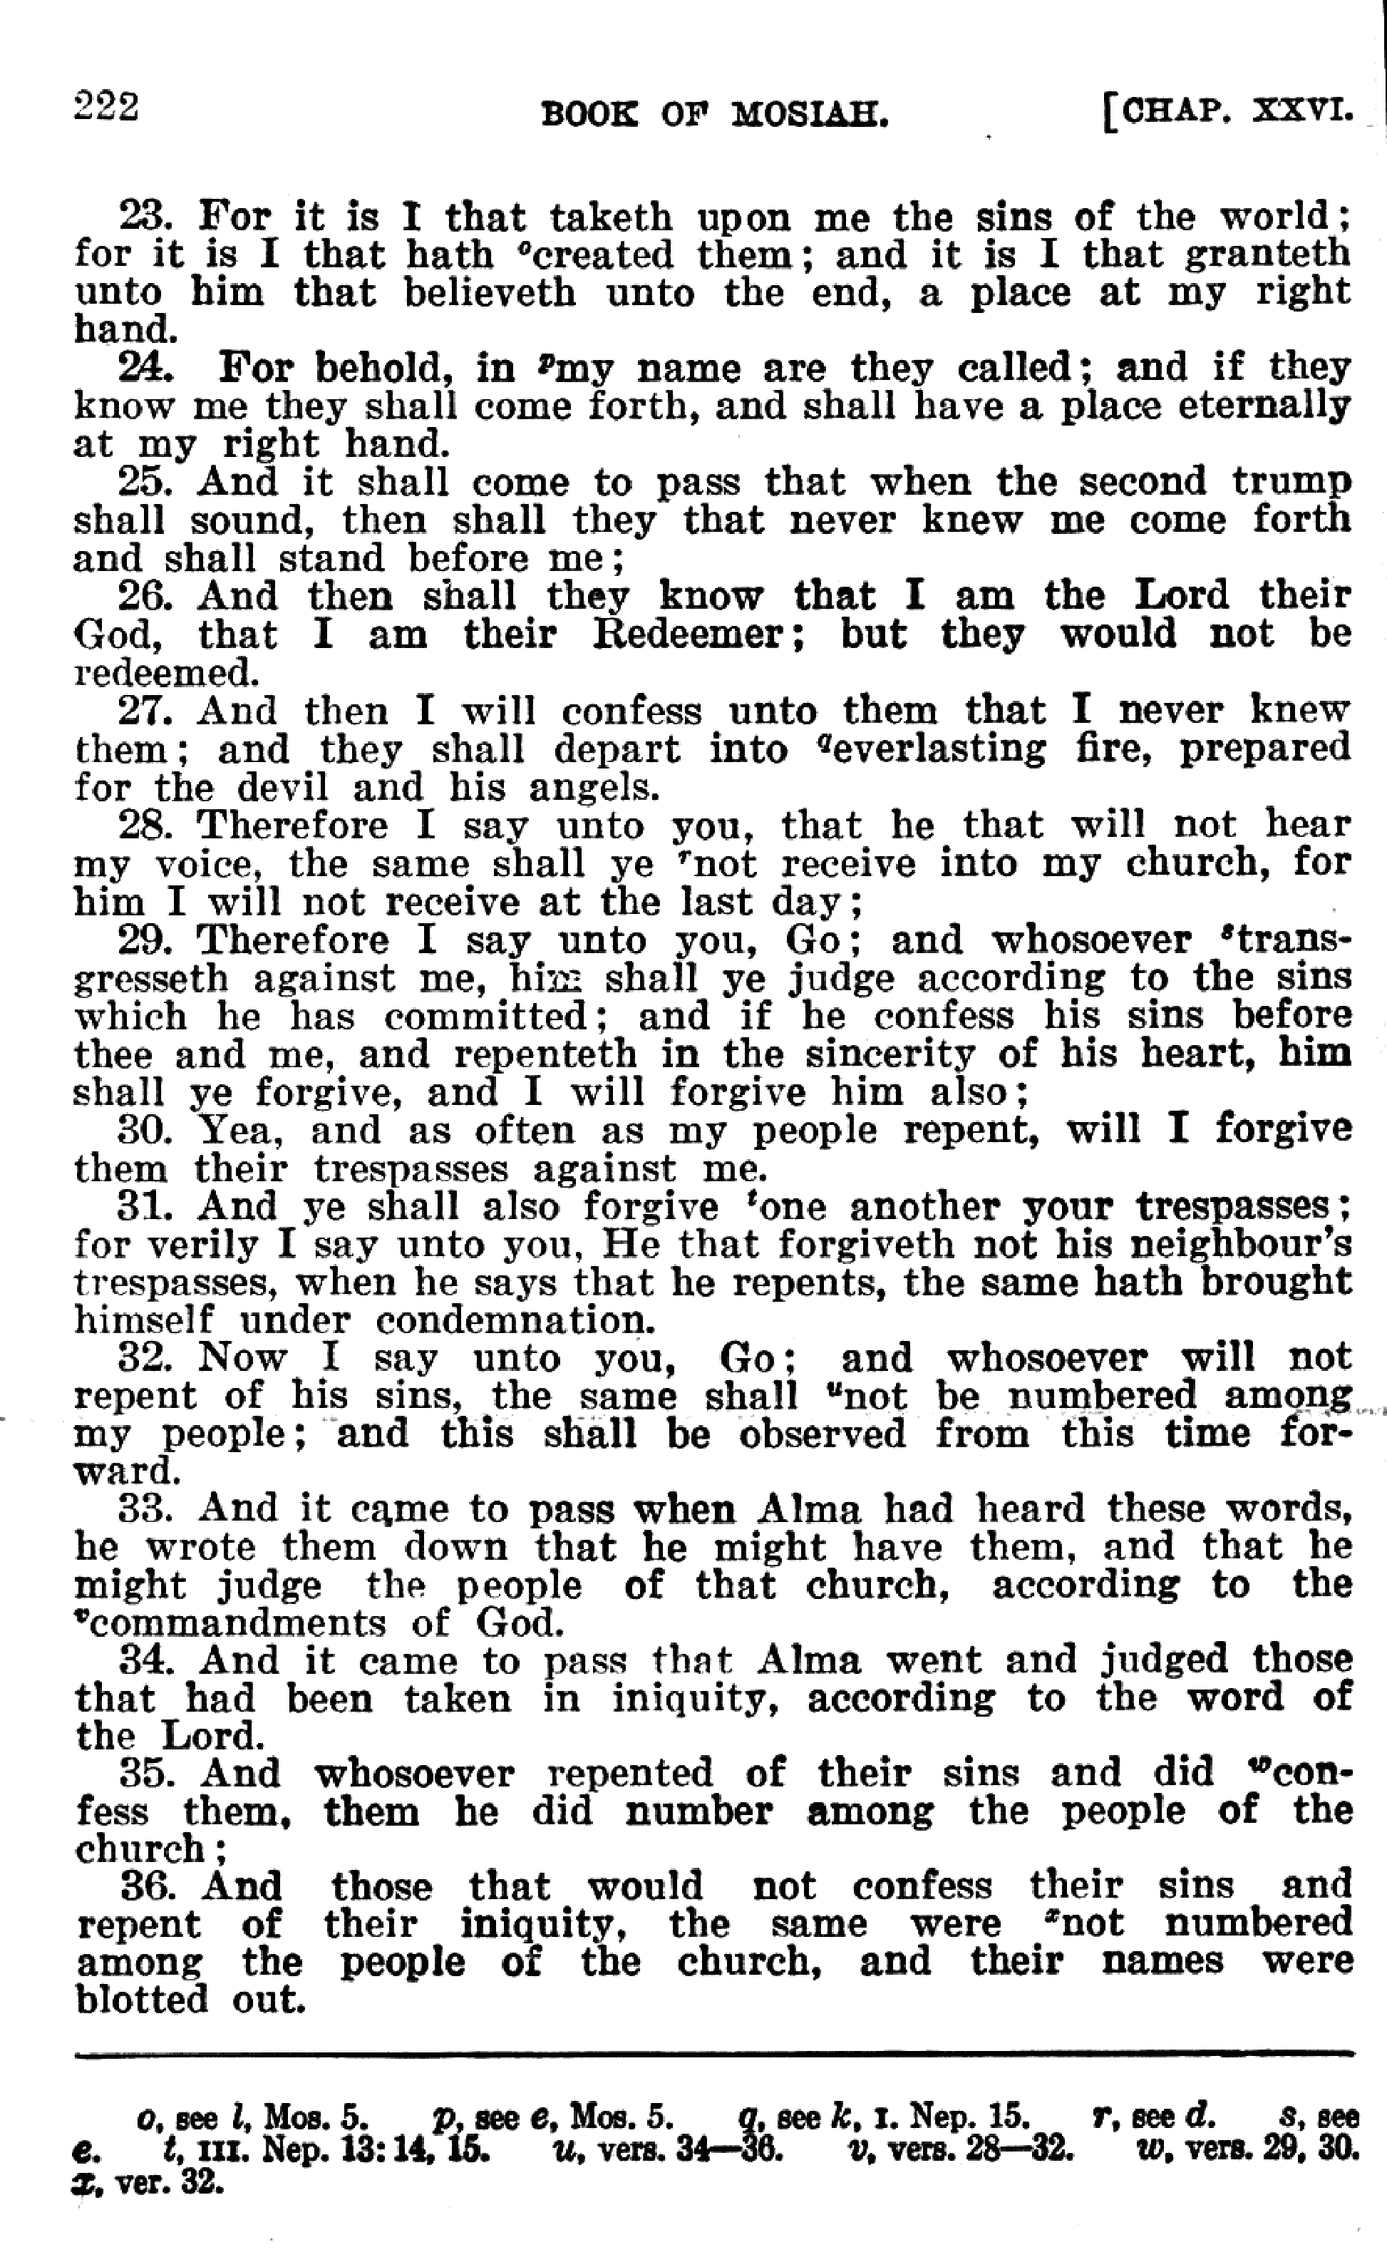 222 BOOK OF MOSIAH. [CHAP. XXVI.
23. For it is I that taketh upon me the sins of the world;
for it is I that hath ᵒcreated them; and it is I that granteth
unto him that believeth unto the end, a place at my right
hand.
24. For behold, in ᵖmy name are they called; and if they
know me they shall come forth, and shall have a place eternally
at my right hand.
25. And it shall come to pass that when the second trump
shall sound, then shall they that never knew me come forth
and shall stand before me;
26. And then shall they know that I am the Lord their
God, that I am their Redeemer; but they would not be
redeemed.
27. And then I will confess unto them that I never knew
them; and they shall depart into qeverlasting fire, prepared
for the devil and his angels.
28. Therefore I say unto you, that he that will not hear
my voice, the same shall ye ʳnot receive into my church, for
him I will not receive at the last day;
29. Therefore I say unto you, Go; and whosoever ˢtrans-
gresseth against me, him shall ye judge according to the sins
which he has committed; and if he confess his sins before
thee and me, and repenteth in the sincerity of his heart, him
shall ye forgive, and I will forgive him also;
30. Yea, and as often as my people repent, will I forgive
them their trespasses against me.
31. And ye shall also forgive ᵗone another your trespasses;
for verily I say unto you, He that forgiveth not his neighbour's
trespasses, when he says that he repents, the same hath brought
himself under condemnation.
32. Now I say unto you, Go; and whosoever will not
repent of his sins, the same shall ᵘnot be numbered among
my people; and this shall be observed from this time for-
ward.
33. And it came to pass when Alma had heard these words,
he wrote them down that he might have them, and that he
might judge the people of that church, according to the
ᵛcommandments of God.
34. And it came to pass that Alma went and judged those
that had been taken in iniquity, according to the word of
the Lord.
35. And whosoever repented of their sins and did ʷcon-
fess them, them he did number among the people of the
church;
36. And those that would not confess their sins and
repent of their iniquity, the same were ˣnot numbered
among the people of the church, and their names were
blotted out.
o, see l, Mos. 5. p, see e, Mos. 5. q, see k, I. Nep. 15. r, see d. s, see
e. t, III. Nep. 13: 14, 15. u, vers. 34—36. v, vers. 28—32. w, vers. 29, 30.
x, ver. 32.